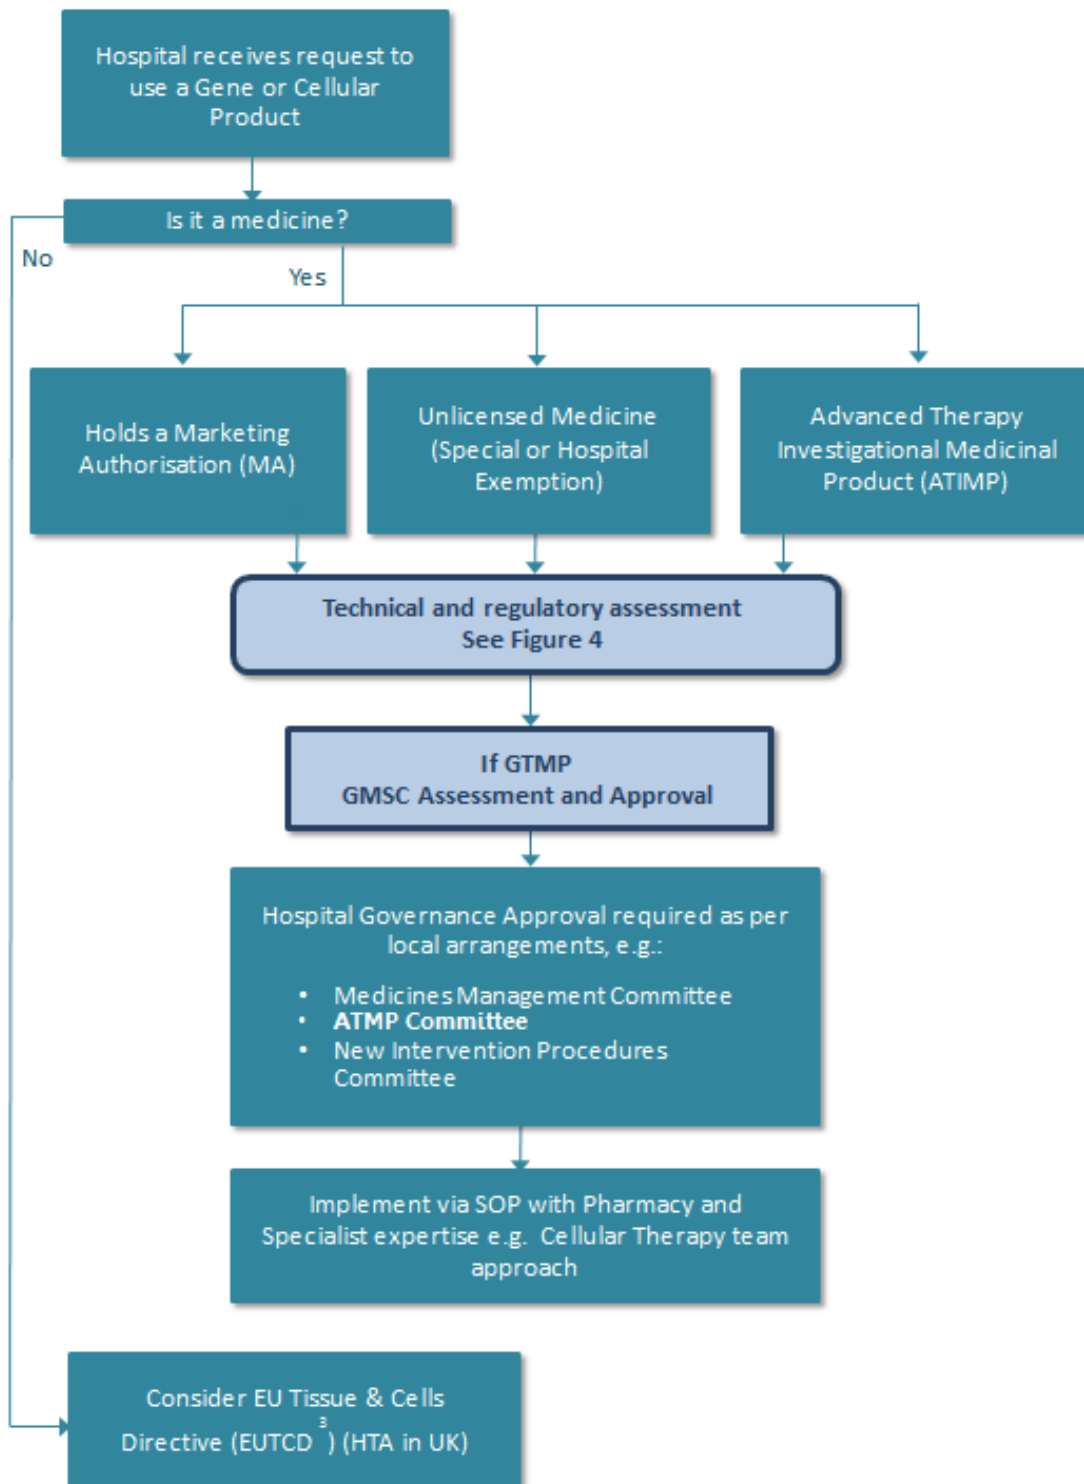 Hospital receives request to
use a Gene or Cellular
Product
Is it a medicine?
No
Yes
Holds a Marketing
Authorisation (MA)
Unlicensed Medicine
(Special or Hospital
Exemption)
Advanced Therapy
Investigational Medicinal
Product (ATIMP)
Technical and regulatory assessment
See Figure 4
If GTMP
GMSC Assessment and Approval
Hospital Governance Approval required as per
local arrangements, e.g.:
• Medicines Management Committee
• ATMP Committee
• New Intervention Procedures
Committee
Implement via SOP with Pharmacy and
Specialist expertise e.g. Cellular Therapy team
approach
Consider EU Tissue & Cells
Directive (EUTCD³) (HTA in UK)